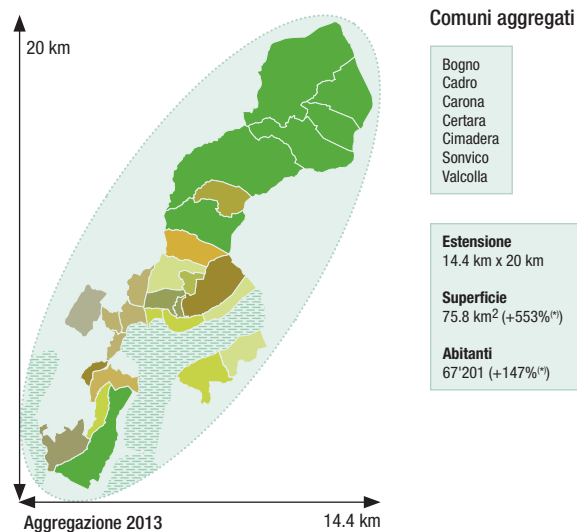 20 km
Comuni aggregati
Bogno
Cadro
Carona
Certara
Cimadera
Sonvico
Valcolla
Estensione
14.4 km x 20 km
Superficie
75.8 km² (+553%(*))
Abitanti
67'201 (+147%(*))
Aggregazione 2013
14.4 km